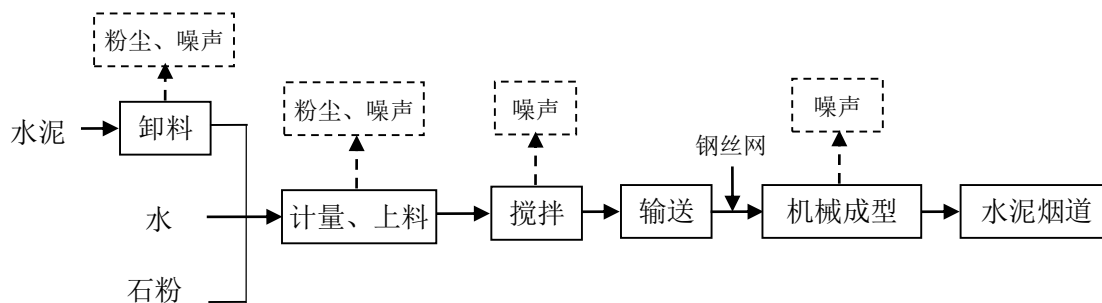 粉尘、噪声
粉尘、噪声
噪声
噪声
水泥
卸料
钢丝网
水
计量、上料
搅拌
输送
机械成型
水泥烟道
石粉